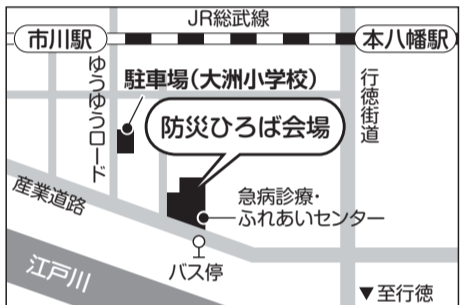 JR総武線
市川駅
本八幡駅
ゆうゆうロード
駐車場(大洲小学校)
行徳街道
防災ひろば会場
産業道路
急病診療・
ふれあいセンター
江戸川
バス停
▼至行徳